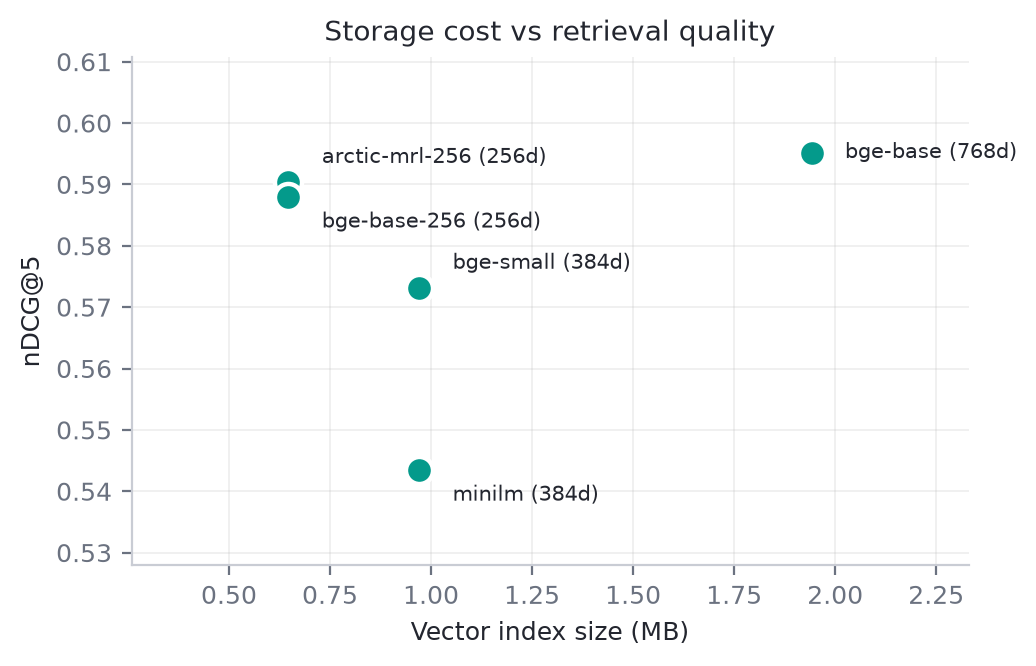 Storage cost vs retrieval quality
nDCG@5
0.61
0.60
0.59
0.58
0.57
0.56
0.55
0.54
0.53
arctic-mrl-256 (256d)
bge-base (768d)
bge-base-256 (256d)
bge-small (384d)
minilm (384d)
0.50 0.75 1.00 1.25 1.50 1.75 2.00 2.25
Vector index size (MB)